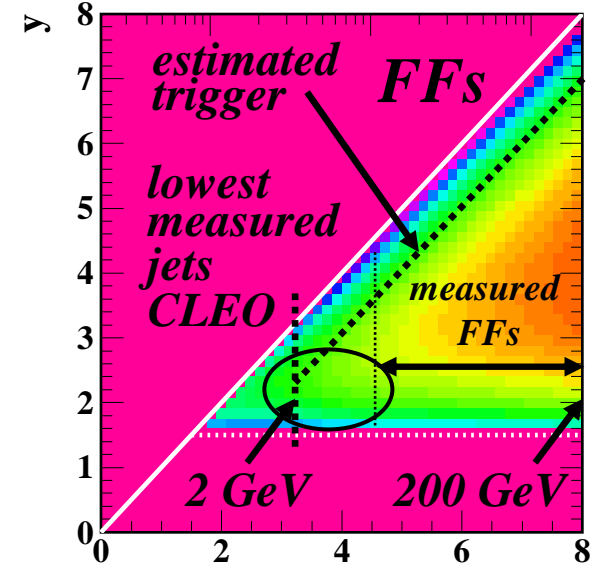 y
8
7
6
5
4
3
2
1
0
estimated
trigger
FFs
lowest
measured
jets
CLEO
measured
FFs
2 GeV
200 GeV
0 2 4 6 8